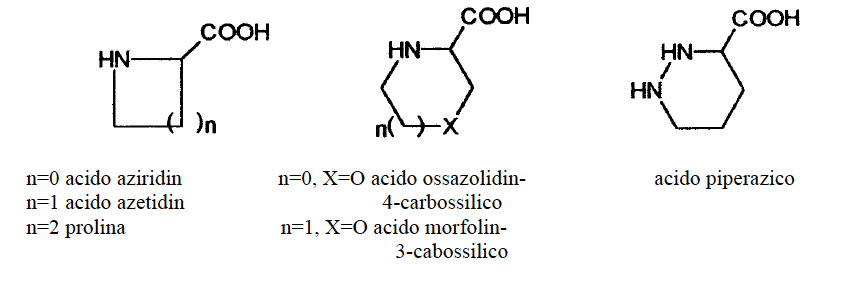 COOH
HN
( )n
COOH
HN
n( ) X
COOH
HN
HN
n=0 acido aziridin
n=1 acido azetidin
n=2 prolina
n=0, X=O acido ossazolidin-
4-carbossilico
n=1, X=O acido morfolin-
3-cabossilico
acido piperazico